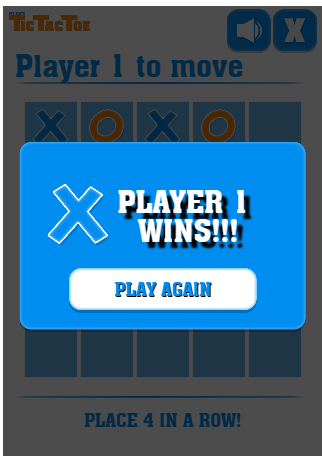 TicTacToe
Player 1 to move
X O X O
PLAYER 1
WINS!!!
PLAY AGAIN
PLACE 4 IN A ROW!